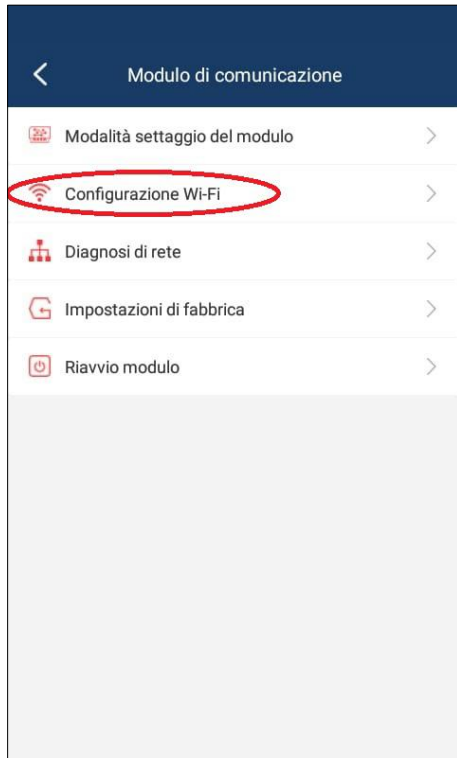 Modulo di comunicazione
Modalità settaggio del modulo
Configurazione Wi-Fi
Diagnosi di rete
Impostazioni di fabbrica
Riavvio modulo